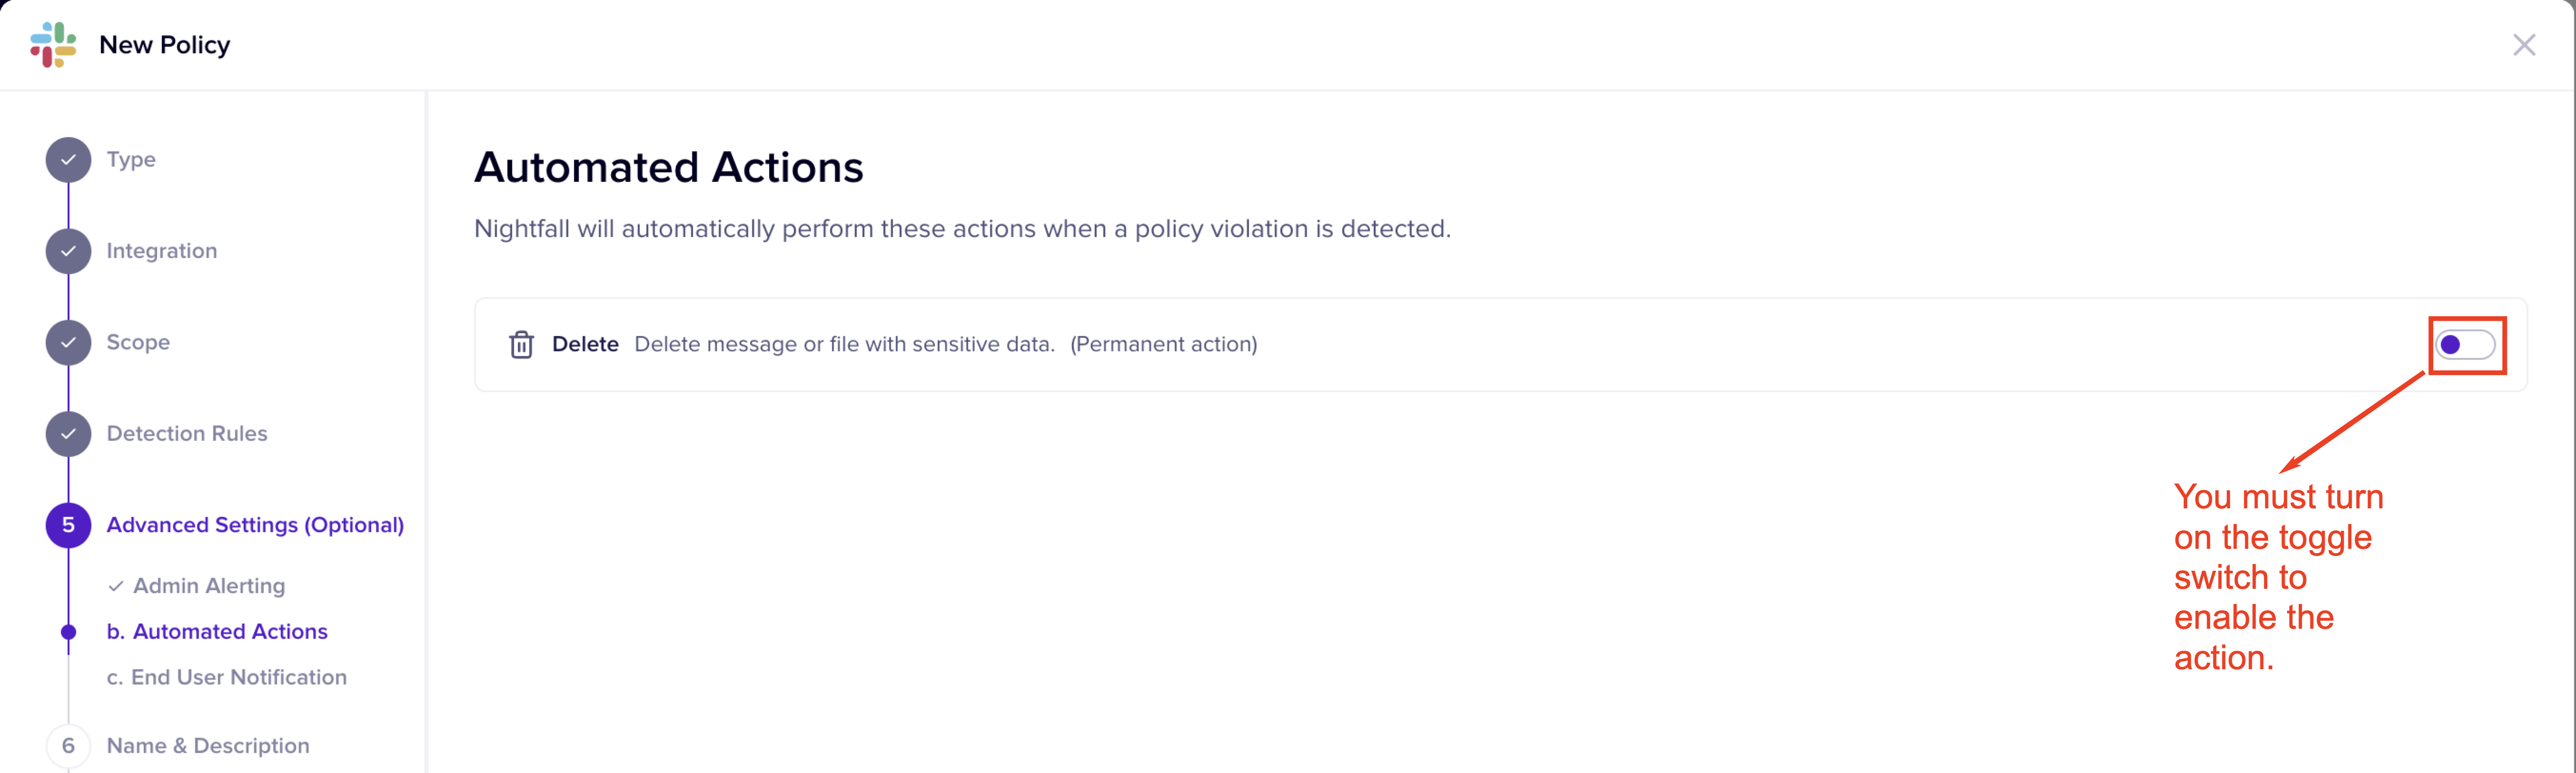 New Policy
Type
Integration
Scope
Detection Rules
5 Advanced Settings (Optional)
Admin Alerting
b. Automated Actions
c. End User Notification
6 Name & Description
Automated Actions
Nightfall will automatically perform these actions when a policy violation is detected.
Delete Delete message or file with sensitive data. (Permanent action)
You must turn
on the toggle
switch to
enable the
action.